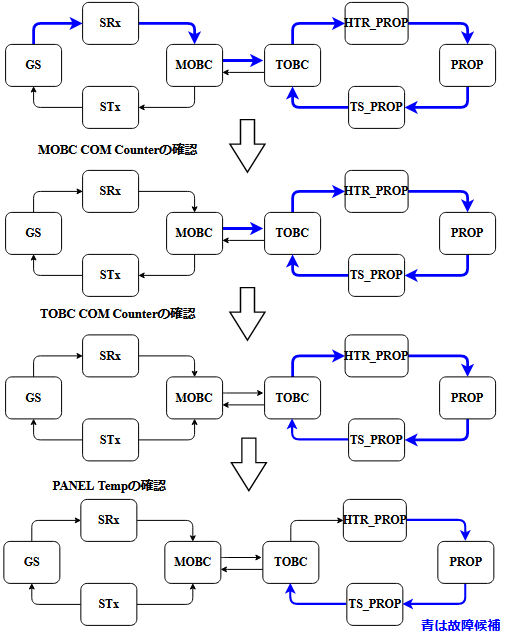 SRx
HTR_PROP
GS
MOBC
TOBC
PROP
STx
TS_PROP
MOBC COM Counterの確認
SRx
HTR_PROP
GS
MOBC
TOBC
PROP
STx
TS_PROP
TOBC COM Counterの確認
SRx
HTR_PROP
GS
MOBC
TOBC
PROP
STx
TS_PROP
PANEL Tempの確認
SRx
HTR_PROP
GS
MOBC
TOBC
PROP
STx
TS_PROP
青は故障候補